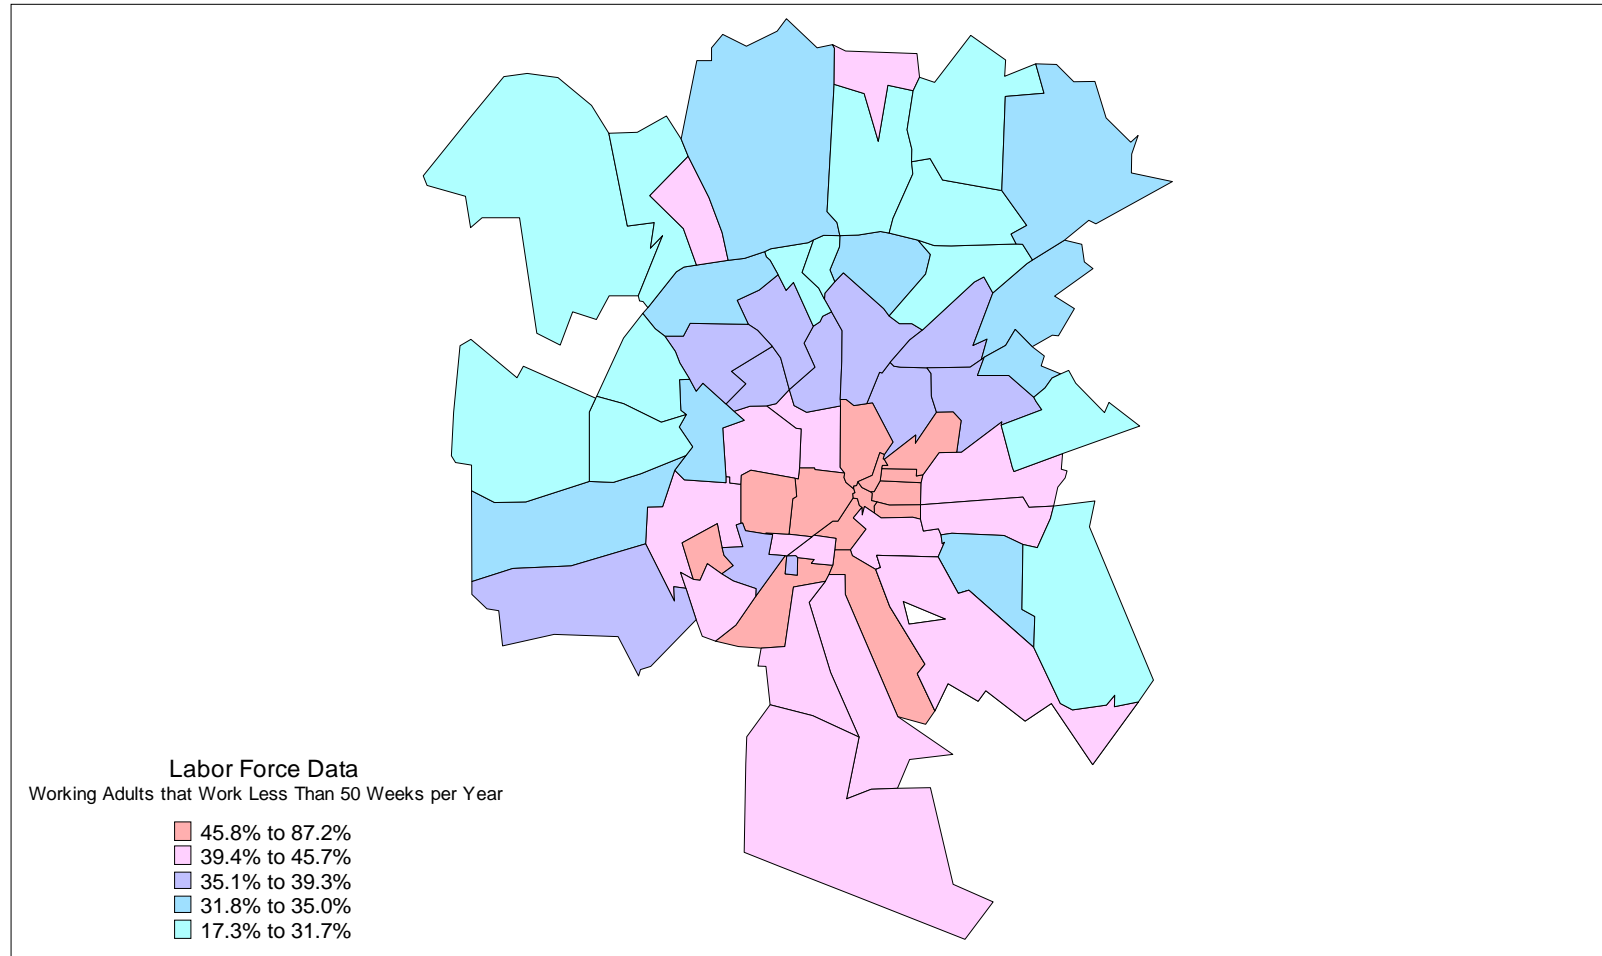 Labor Force Data
Working Adults that Work Less Than 50 Weeks per Year
45.8% to 87.2%
39.4% to 45.7%
35.1% to 39.3%
31.8% to 35.0%
17.3% to 31.7%